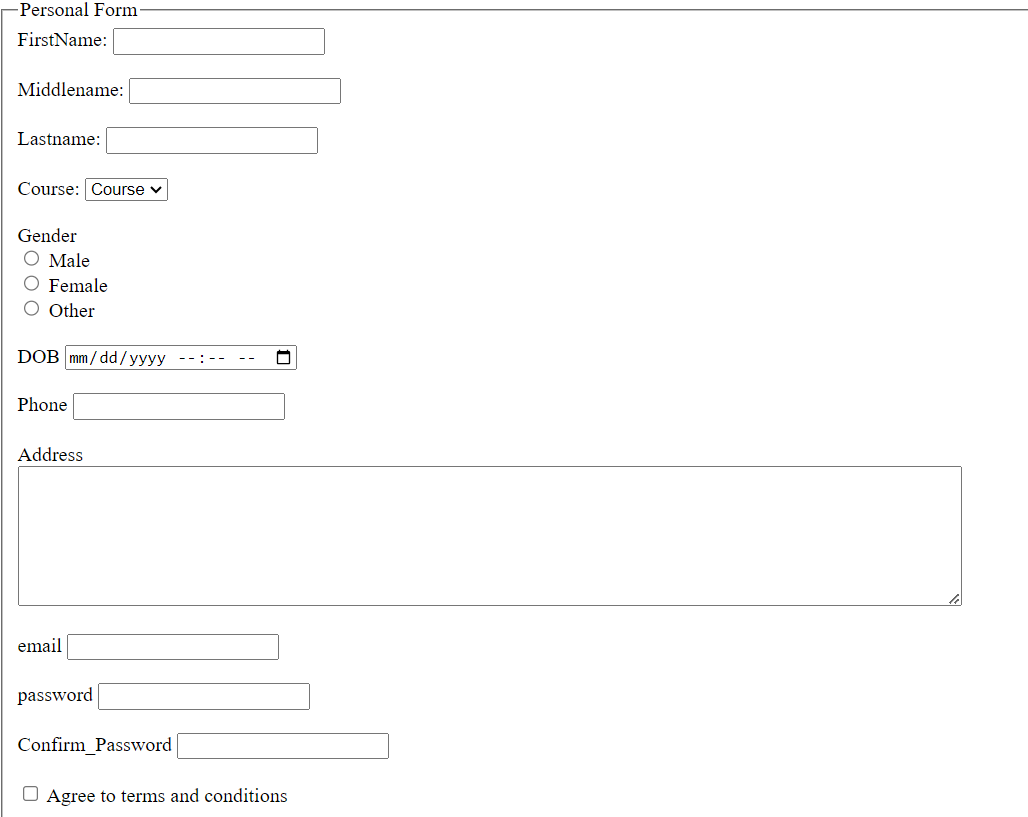 Personal Form
FirstName:
Middlename:
Lastname:
Course: Course
Gender
Male
Female
Other
DOB mm/dd/yyyy --:-- --
Phone
Address
email
password
Confirm_Password
Agree to terms and conditions